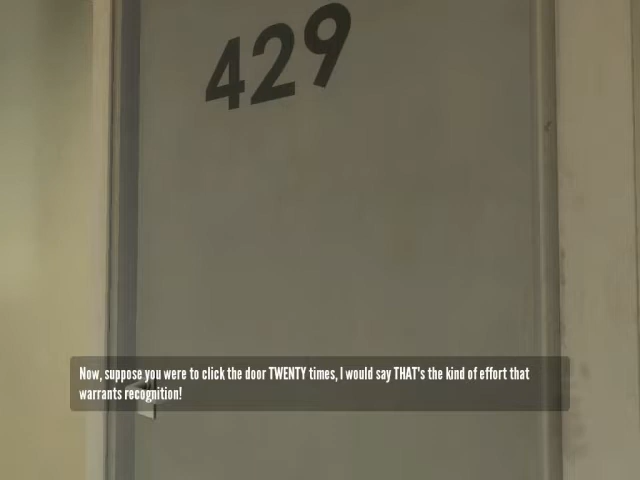 429
Now, suppose you were to click the door TWENTY times, I would say THAT's the kind of effort that
warrants recognition!